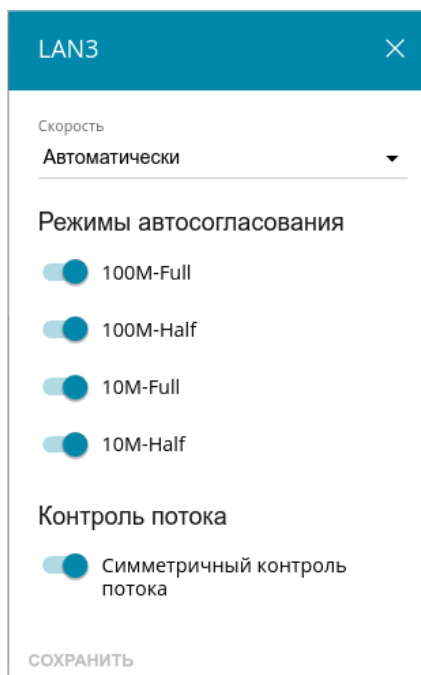 LAN3
Скорость
Автоматически
Режимы автосогласования
100M-Full
100M-Half
10M-Full
10M-Half
Контроль потока
Симметричный контроль
потока
СОХРАНИТЬ